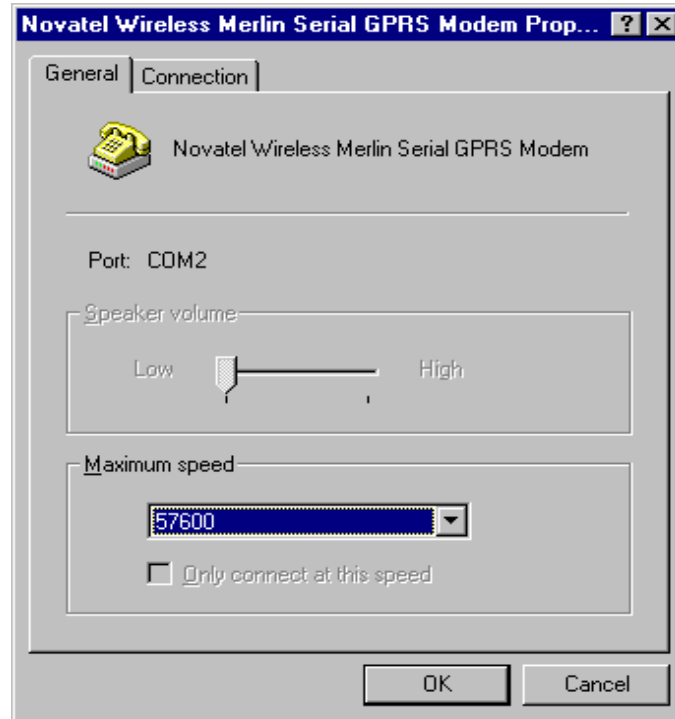 Novatel Wireless Merlin Serial GPRS Modem Prop... ? X
General Connection
Novatel Wireless Merlin Serial GPRS Modem
Port: COM2
Speaker volume
Low High
Maximum speed
57600
Only connect at this speed
OK Cancel